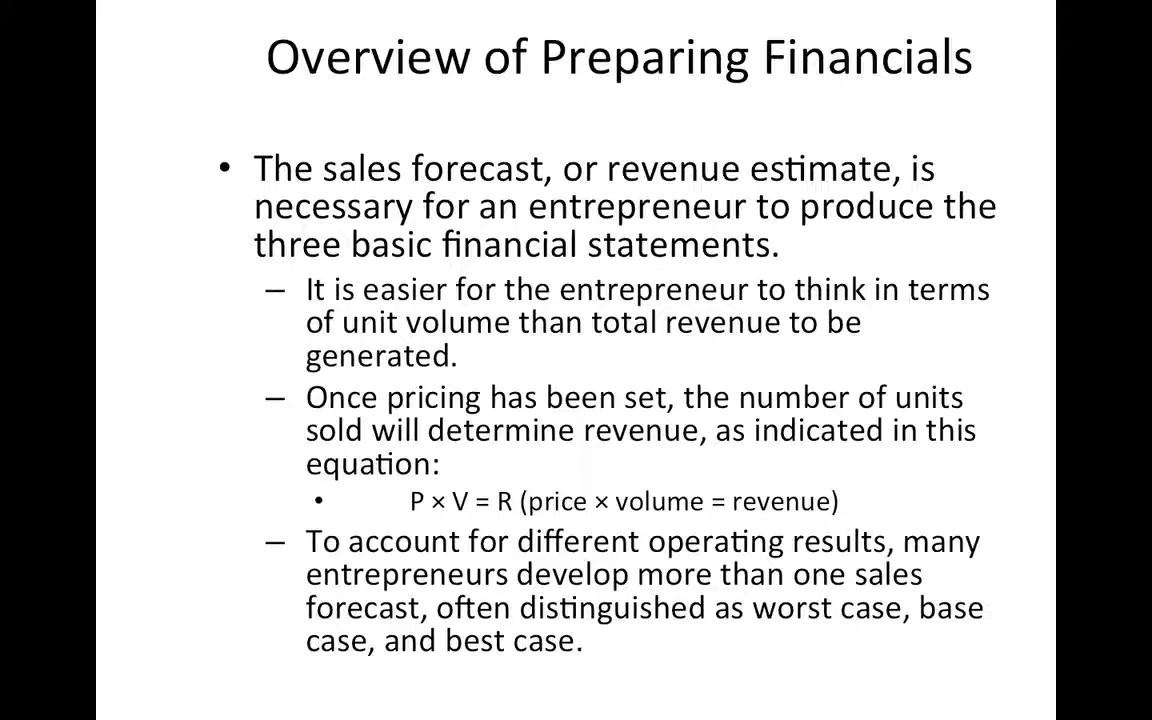 Overview of Preparing Financials
• The sales forecast, or revenue estimate, is
necessary for an entrepreneur to produce the
three basic financial statements.
– It is easier for the entrepreneur to think in terms
of unit volume than total revenue to be
generated.
– Once pricing has been set, the number of units
sold will determine revenue, as indicated in this
equation:
• P × V = R (price × volume = revenue)
– To account for different operating results, many
entrepreneurs develop more than one sales
forecast, often distinguished as worst case, base
case, and best case.